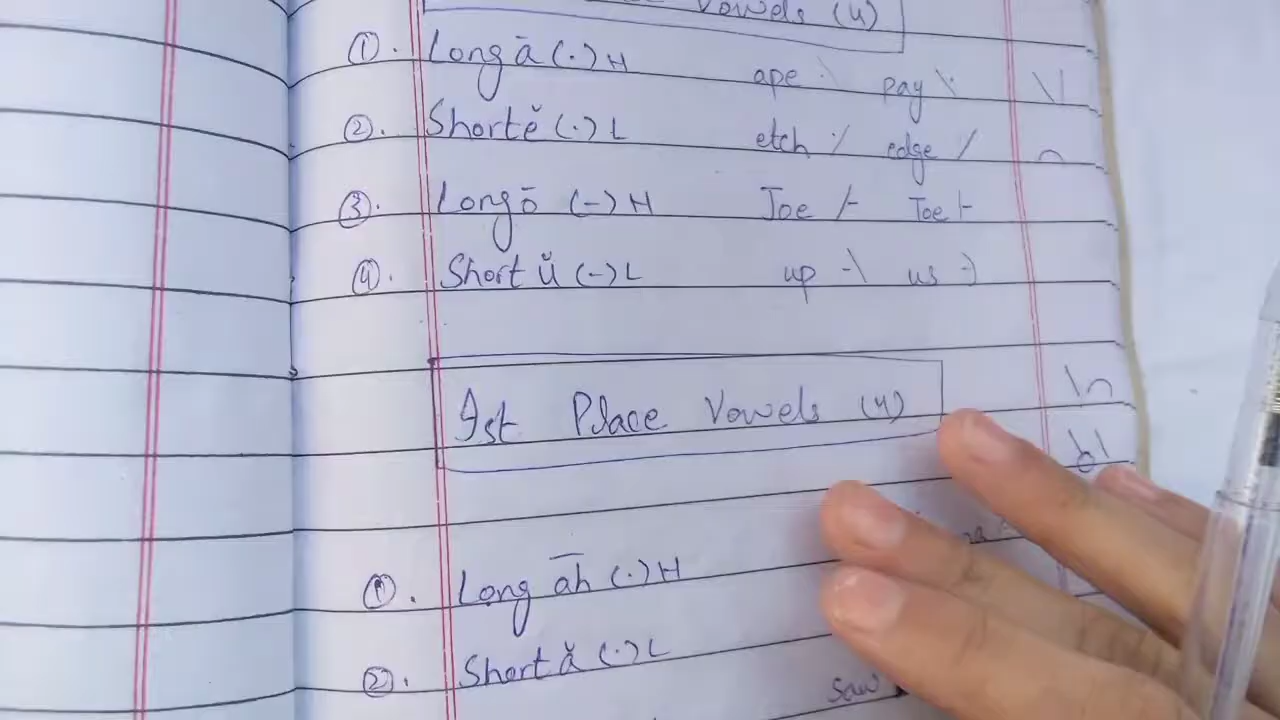 Vowels (4)
①. Long ā (·) H ape pay
②. Short ĕ (·) L etch edge
③. Long ō (–) H Joe Toe
④. Short ŭ (–) L up us
Ist Place Vowels (4)
①. Long āh (·) H
②. Short ă (·) L
saw